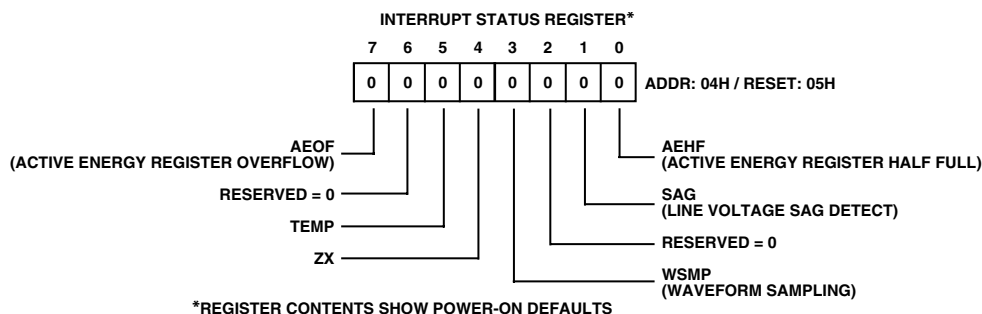 INTERRUPT STATUS REGISTER*
7 6 5 4 3 2 1 0
0 0 0 0 0 0 0 0 ADDR: 04H / RESET: 05H
AEOF
(ACTIVE ENERGY REGISTER OVERFLOW)
RESERVED = 0
TEMP
ZX
AEHF
(ACTIVE ENERGY REGISTER HALF FULL)
SAG
(LINE VOLTAGE SAG DETECT)
RESERVED = 0
WSMP
(WAVEFORM SAMPLING)
*REGISTER CONTENTS SHOW POWER-ON DEFAULTS